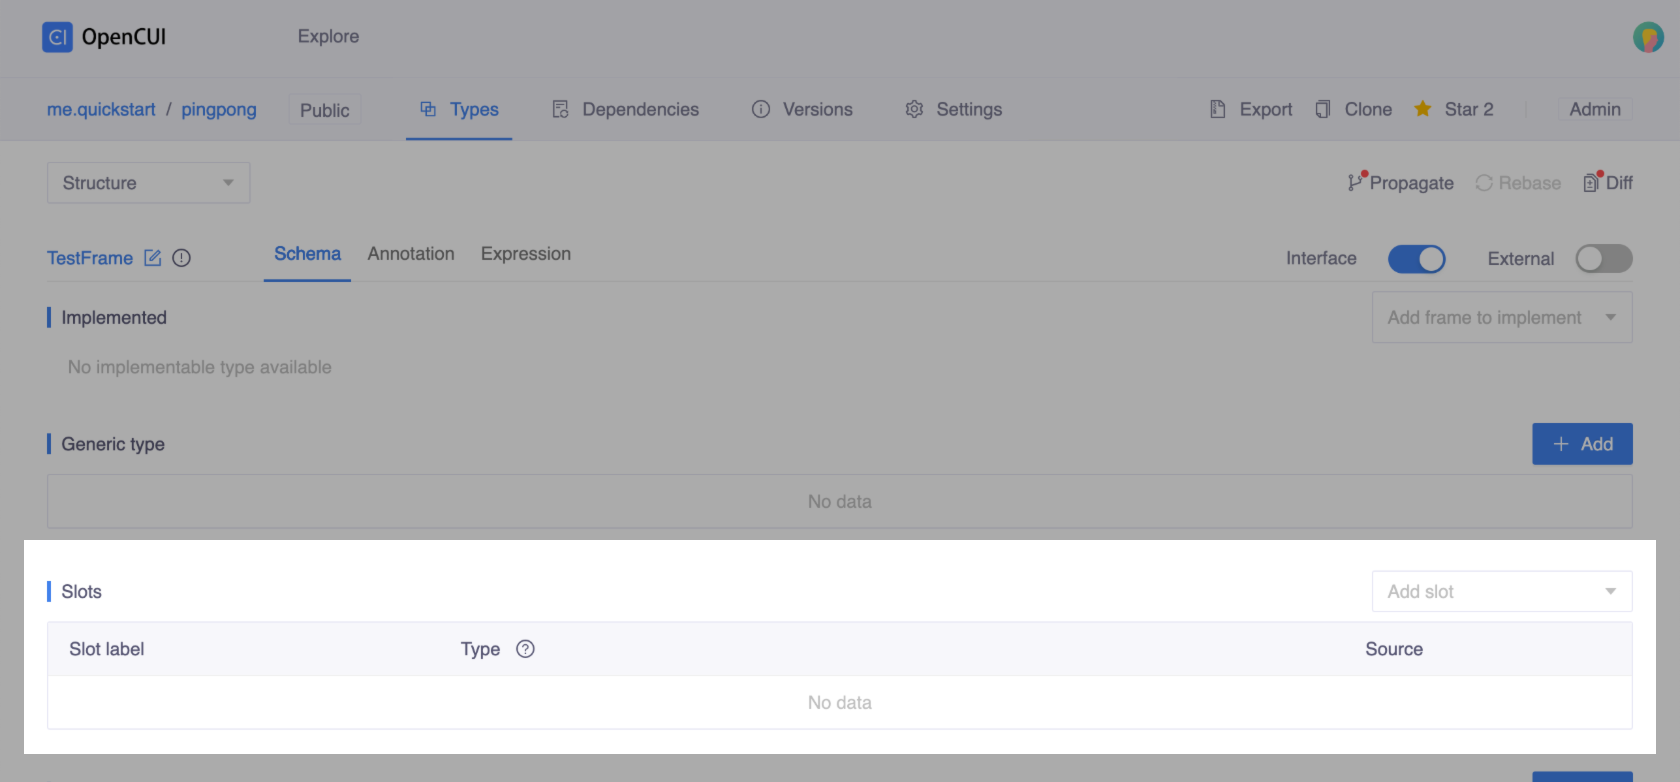 CI OpenCUI Explore
me.quickstart / pingpong Public Types Dependencies Versions Settings Export Clone Star 2 Admin
Structure Propagate Rebase Diff
TestFrame Schema Annotation Expression Interface External
Implemented Add frame to implement
No implementable type available
Generic type + Add
No data
Slots Add slot
Slot label Type Source
No data